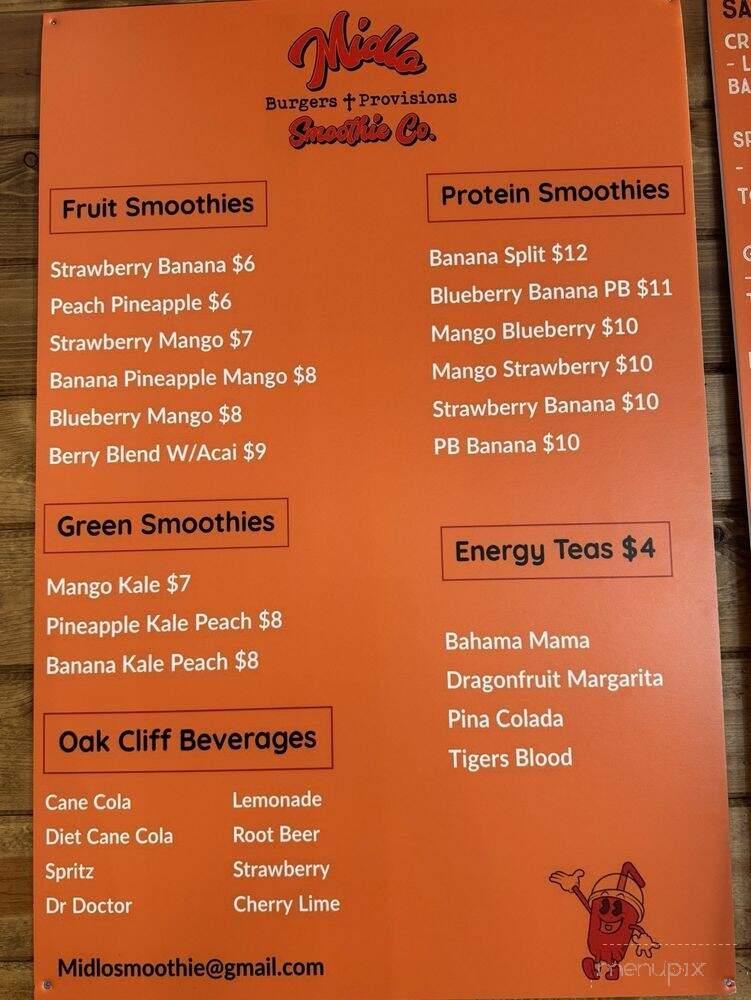 Midlo
Burgers Provisions
Smoothie Co.
Fruit Smoothies
Strawberry Banana $6
Peach Pineapple $6
Strawberry Mango $7
Banana Pineapple Mango $8
Blueberry Mango $8
Berry Blend W/Acai $9
Green Smoothies
Mango Kale $7
Pineapple Kale Peach $8
Banana Kale Peach $8
Oak Cliff Beverages
Cane Cola
Diet Cane Cola
Spritz
Dr Doctor
Lemonade
Root Beer
Strawberry
Cherry Lime
Midlosmoothie@gmail.com
Protein Smoothies
Banana Split $12
Blueberry Banana PB $11
Mango Blueberry $10
Mango Strawberry $10
Strawberry Banana $10
PB Banana $10
Energy Teas $4
Bahama Mama
Dragonfruit Margarita
Pina Colada
Tigers Blood
menupix